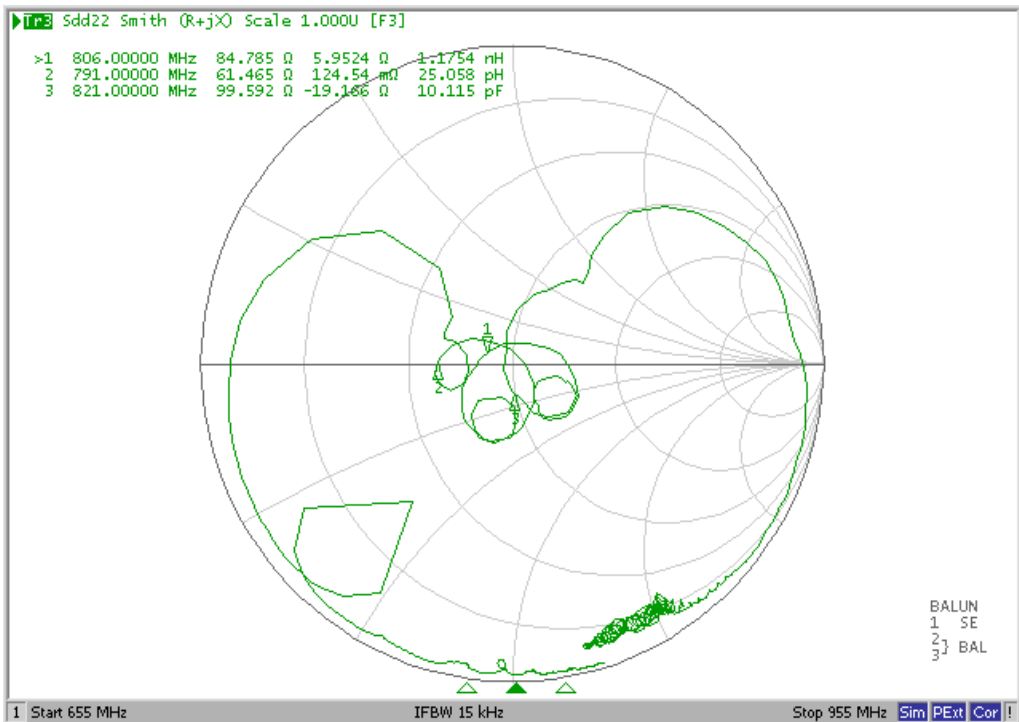 Tr3 Sdd22 Smith (R+jX) Scale 1.000U [F3]
>1 806.00000 MHz 84.785 Ω 5.9524 Ω 1.1754 nH
2 791.00000 MHz 61.465 Ω 124.54 mΩ 25.058 pH
3 821.00000 MHz 99.592 Ω -19.166 Ω 10.115 pF
1
2
3
BALUN
1 SE
2
3} BAL
1 Start 655 MHz IFBW 15 kHz Stop 955 MHz Sim PExt Cor !